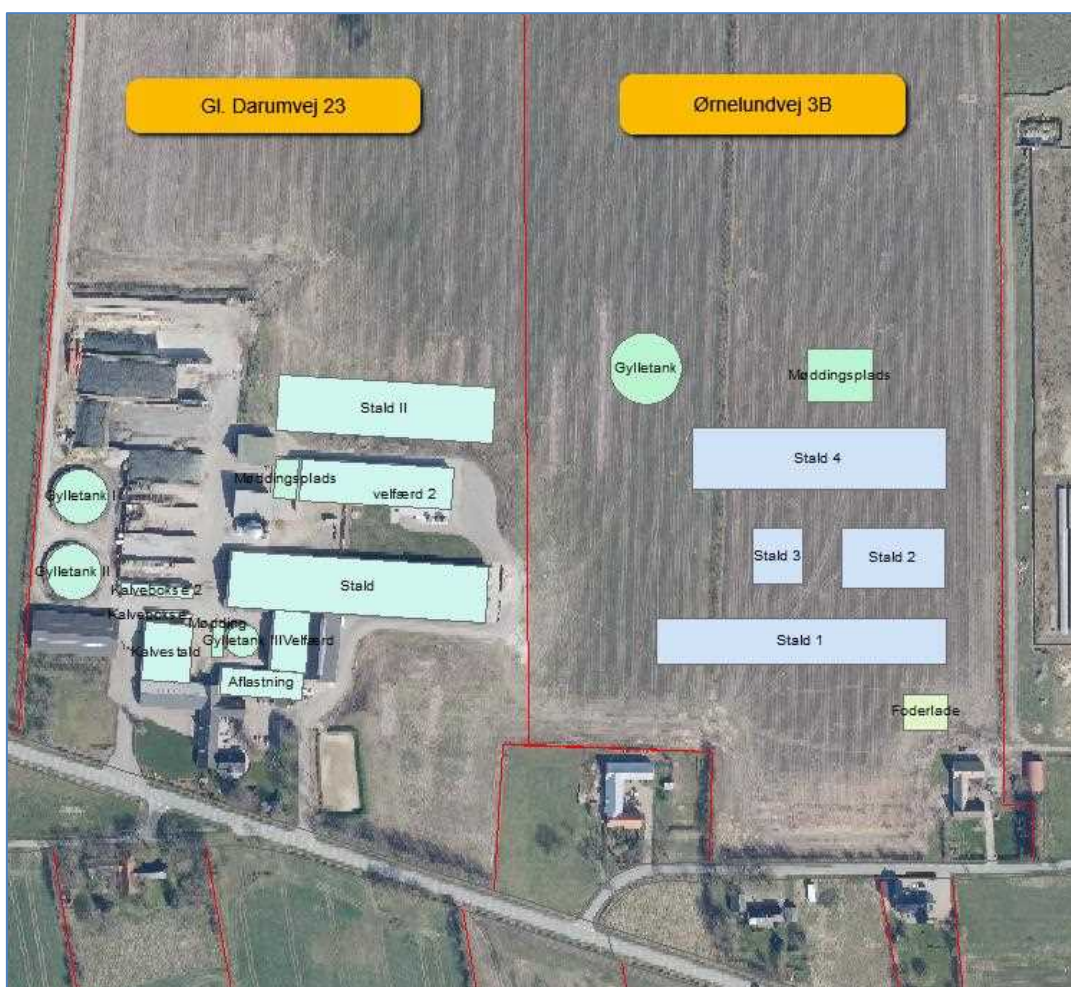 Gl. Darumvej 23
Ørnelundvej 3B
Gylletank
Møddingsplads
Stald II
Stald 4
Møddingsplads
velfærd 2
Gylletank I
Stald 3
Stald 2
Gylletank II
Kalvebokse 2
Stald
Kalvebokse
Mødding
Gylletank III
Velfærd
Kalvestald
Stald 1
Aflastning
Foderlade